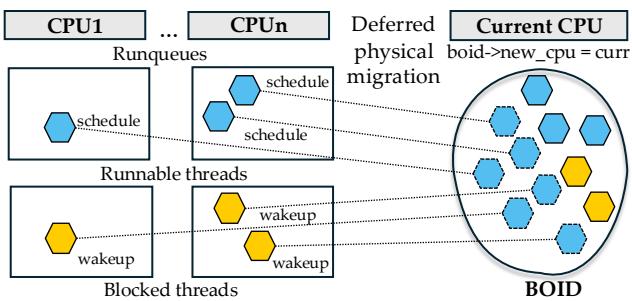 CPU1 ... CPUn
Runqueues
schedule
schedule
schedule
Runnable threads
wakeup
wakeup
wakeup
Blocked threads
Deferred
physical
migration
Current CPU
boid->new_cpu = curr
BOID